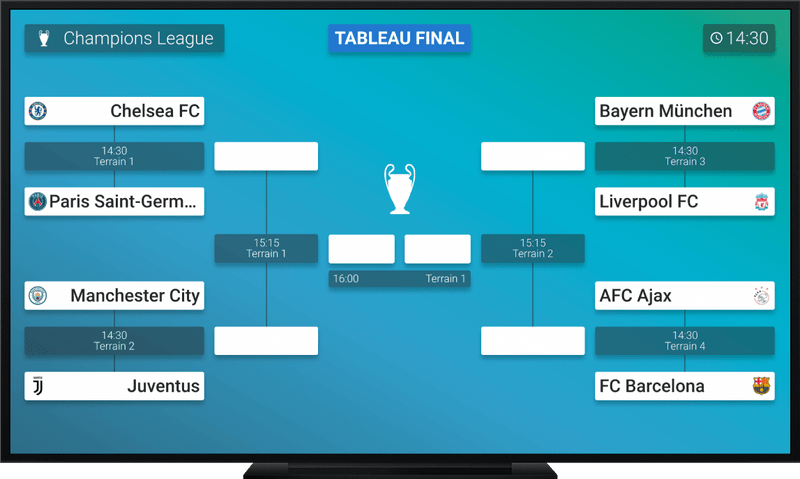 Champions League
TABLEAU FINAL
14:30
Chelsea FC
14:30
Terrain 1
Paris Saint-Germ...
Manchester City
14:30
Terrain 2
Juventus
15:15
Terrain 1
16:00 Terrain 1
15:15
Terrain 2
Bayern München
14:30
Terrain 3
Liverpool FC
AFC Ajax
14:30
Terrain 4
FC Barcelona